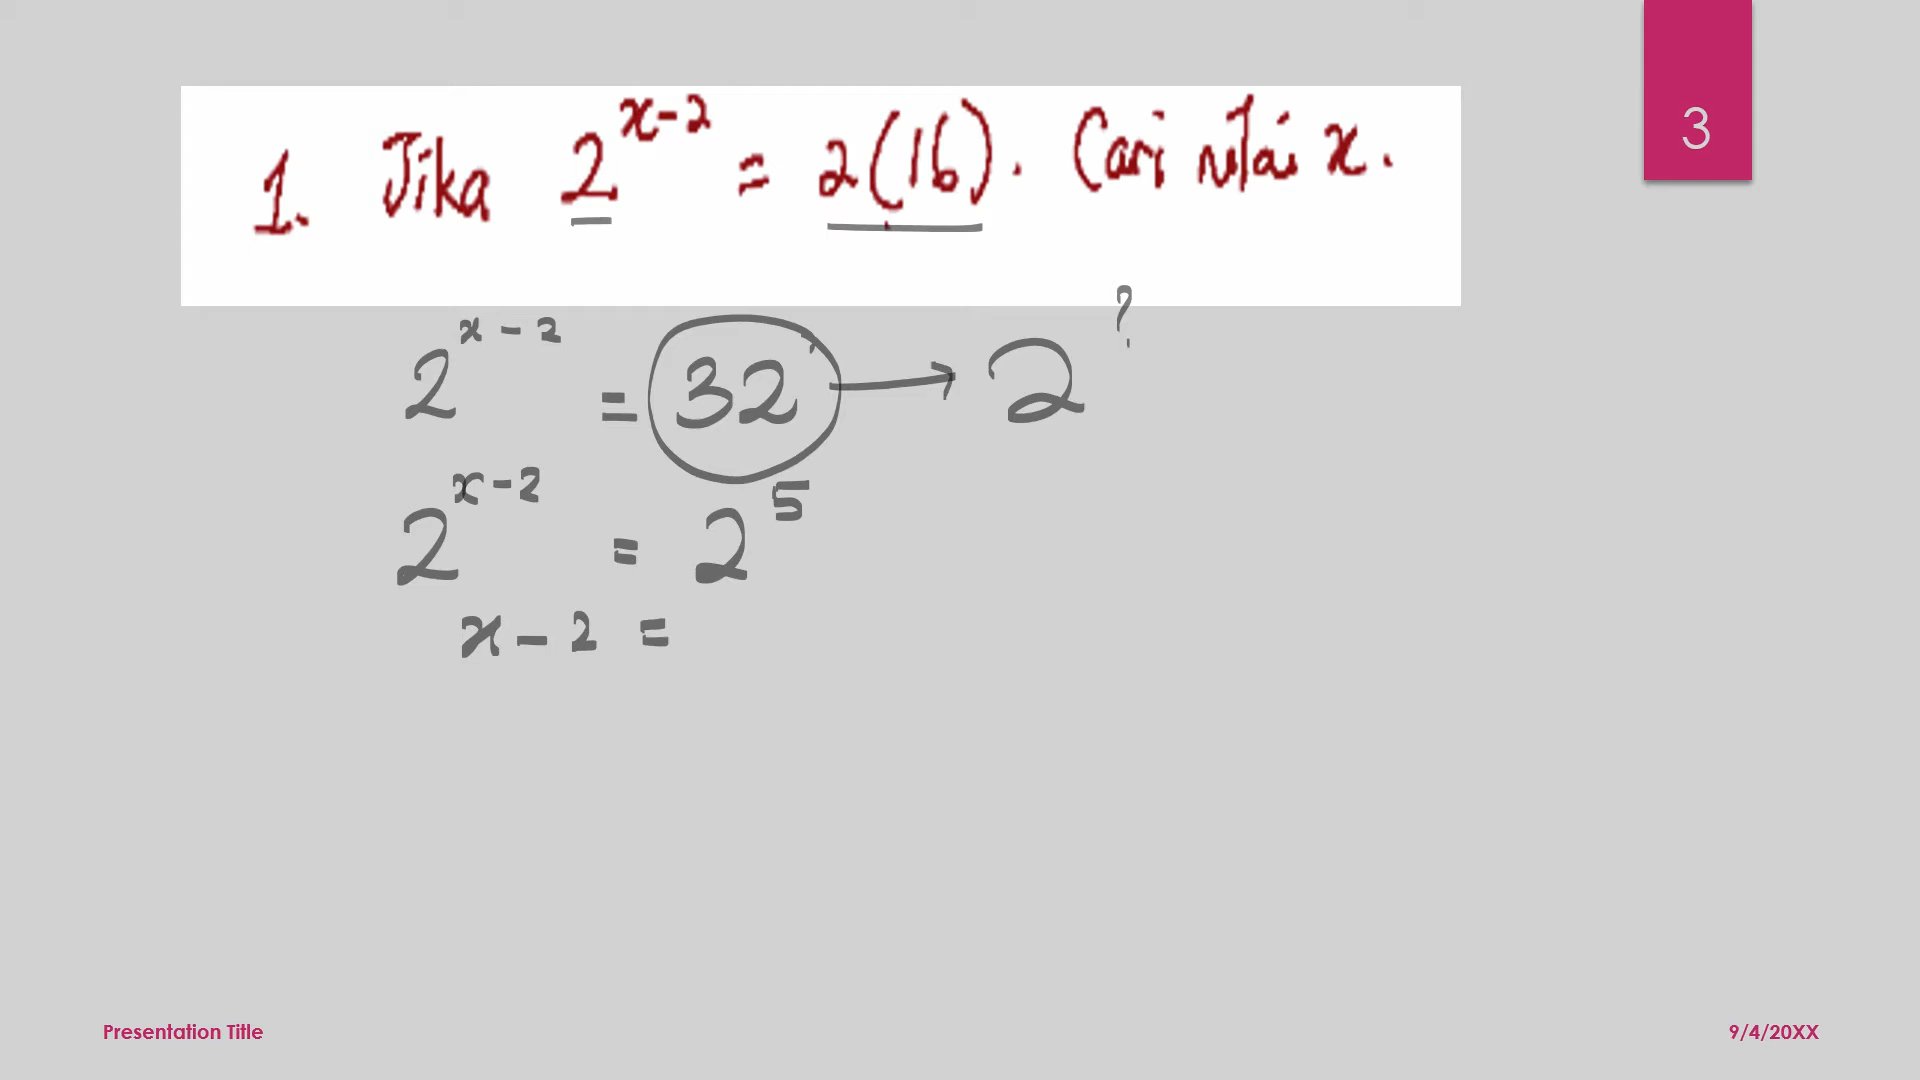 3
1. Jika 2^{x-2} = 2(16). Cari nilai x.
2^{x-2} = 32 → 2^?
2^{x-2} = 2^5
x - 2 =
Presentation Title
9/4/20XX